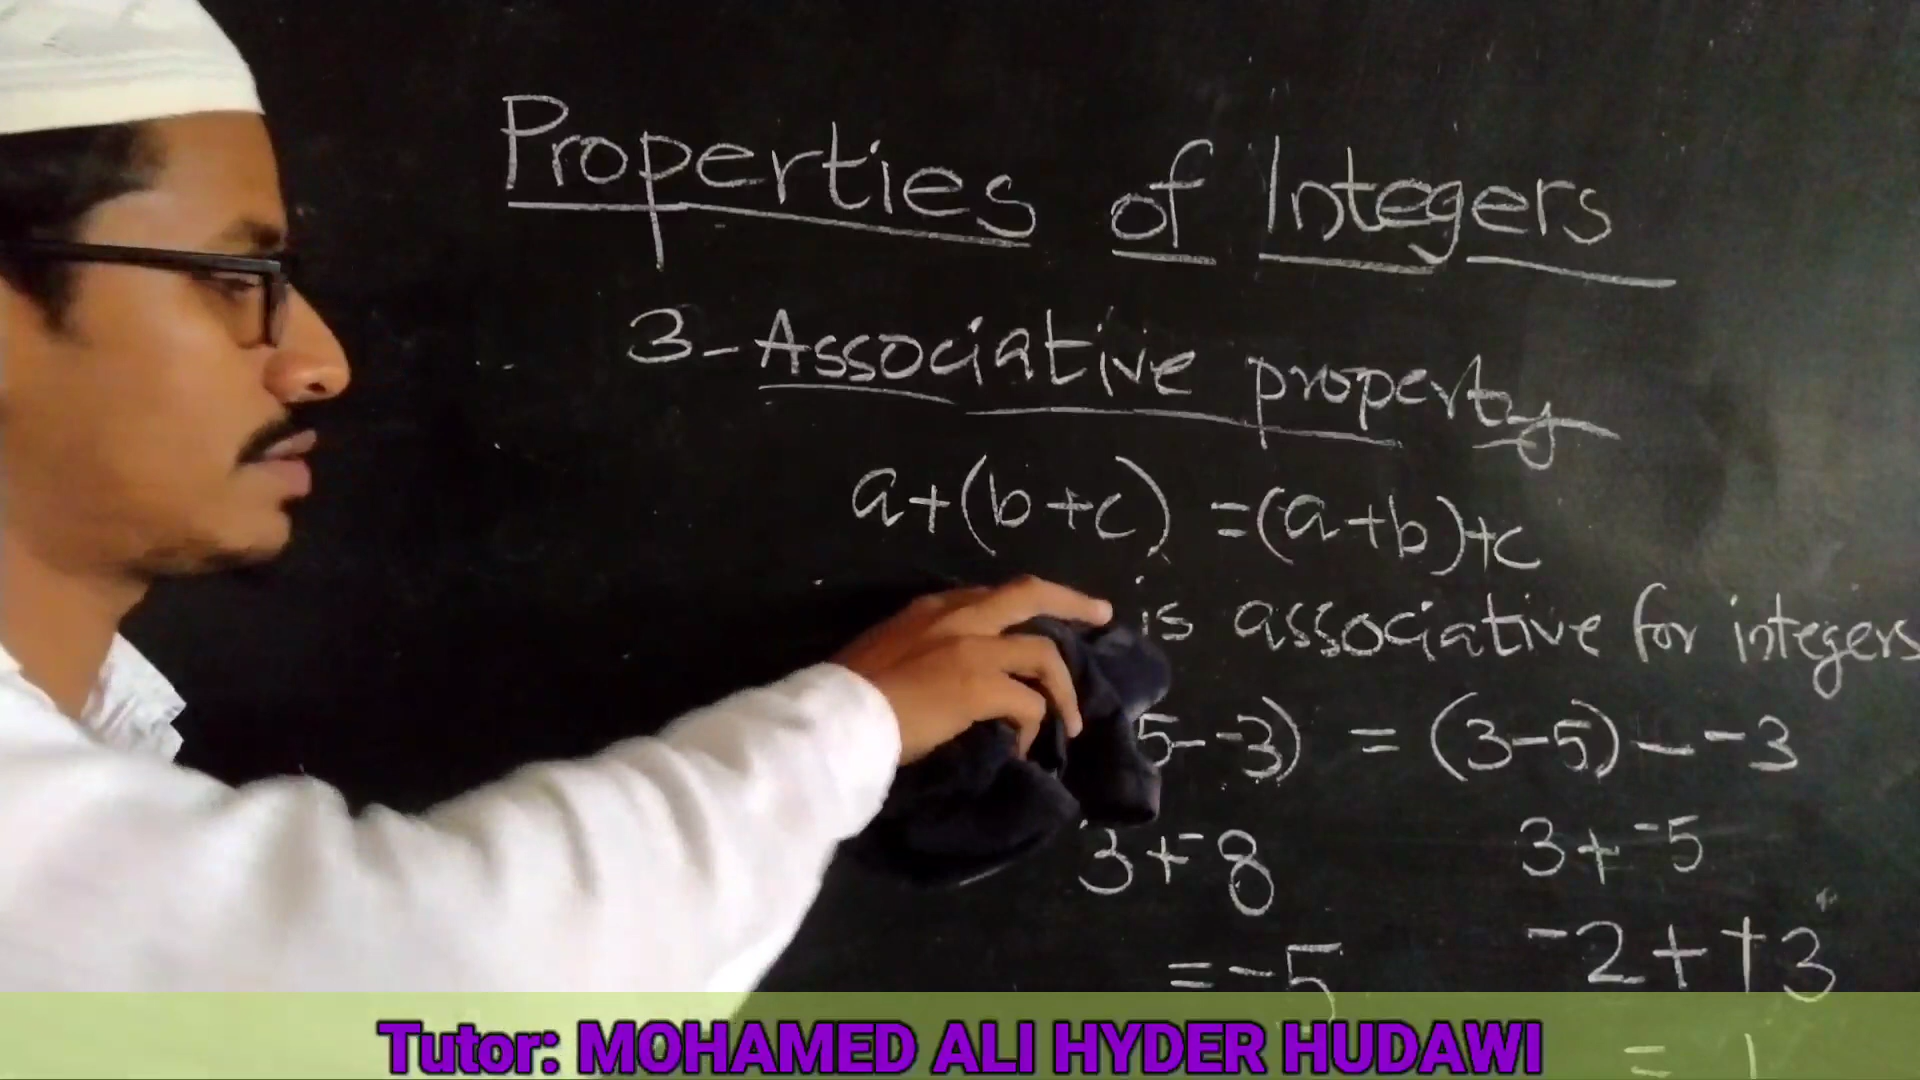 Properties of Integers
3-Associative property
a+(b+c) =(a+b)+c
is associative for integers
5--3) = (3-5)--3
3+-8
3+-5
=-5
-2++3
= 1
Tutor: MOHAMED ALI HYDER HUDAWI